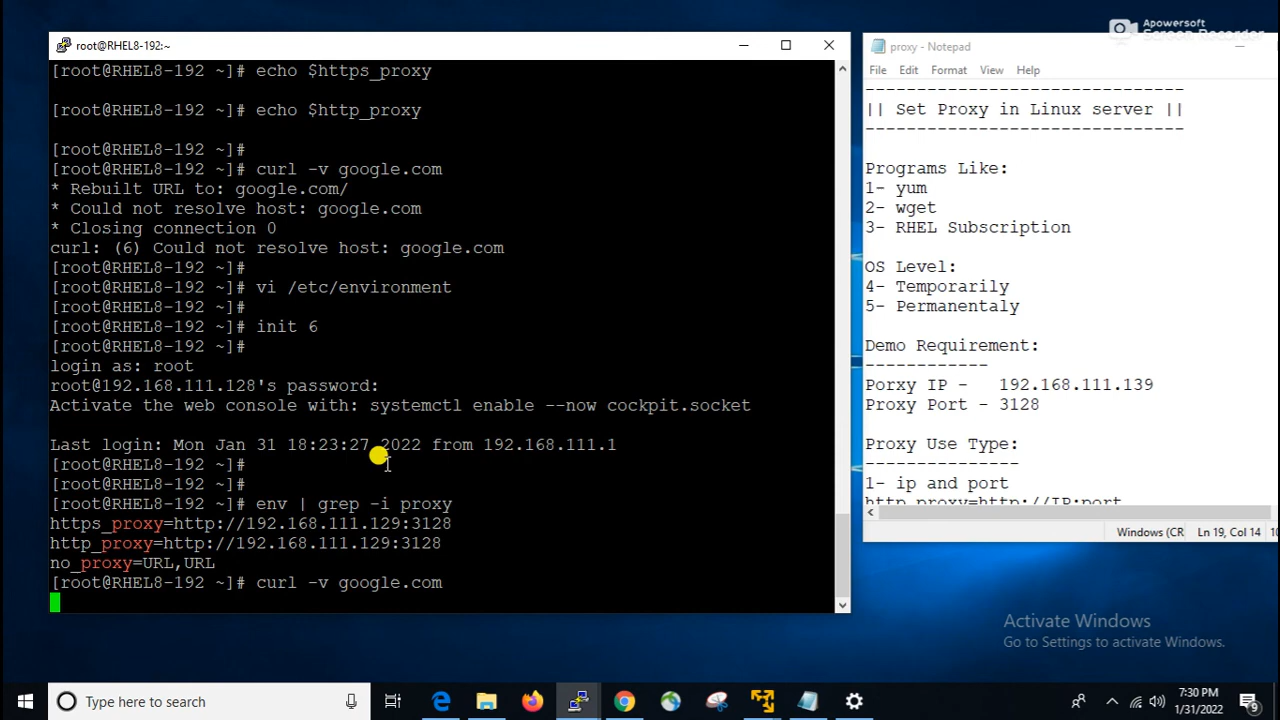 Apowersoft
Screen Recorder
root@RHEL8-192:~
[root@RHEL8-192 ~]# echo $https_proxy
[root@RHEL8-192 ~]# echo $http_proxy
[root@RHEL8-192 ~]#
[root@RHEL8-192 ~]# curl -v google.com
* Rebuilt URL to: google.com/
* Could not resolve host: google.com
* Closing connection 0
curl: (6) Could not resolve host: google.com
[root@RHEL8-192 ~]#
[root@RHEL8-192 ~]# vi /etc/environment
[root@RHEL8-192 ~]#
[root@RHEL8-192 ~]# init 6
[root@RHEL8-192 ~]#
login as: root
root@192.168.111.128's password:
Activate the web console with: systemctl enable --now cockpit.socket
Last login: Mon Jan 31 18:23:27 2022 from 192.168.111.1
[root@RHEL8-192 ~]#
[root@RHEL8-192 ~]#
[root@RHEL8-192 ~]# env | grep -i proxy
https_proxy=http://192.168.111.129:3128
http_proxy=http://192.168.111.129:3128
no_proxy=URL,URL
[root@RHEL8-192 ~]# curl -v google.com
proxy - Notepad
File Edit Format View Help
-------------------------------
|| Set Proxy in Linux server ||
-------------------------------
Programs Like:
1- yum
2- wget
3- RHEL Subscription
OS Level:
4- Temporarily
5- Permanentaly
Demo Requirement:
------------
Porxy IP - 192.168.111.139
Proxy Port - 3128
Proxy Use Type:
---------------
1- ip and port
http_proxy=http://IP:port
Windows (CR
Ln 19, Col 14
Activate Windows
Go to Settings to activate Windows.
Type here to search
7:30 PM
1/31/2022
9